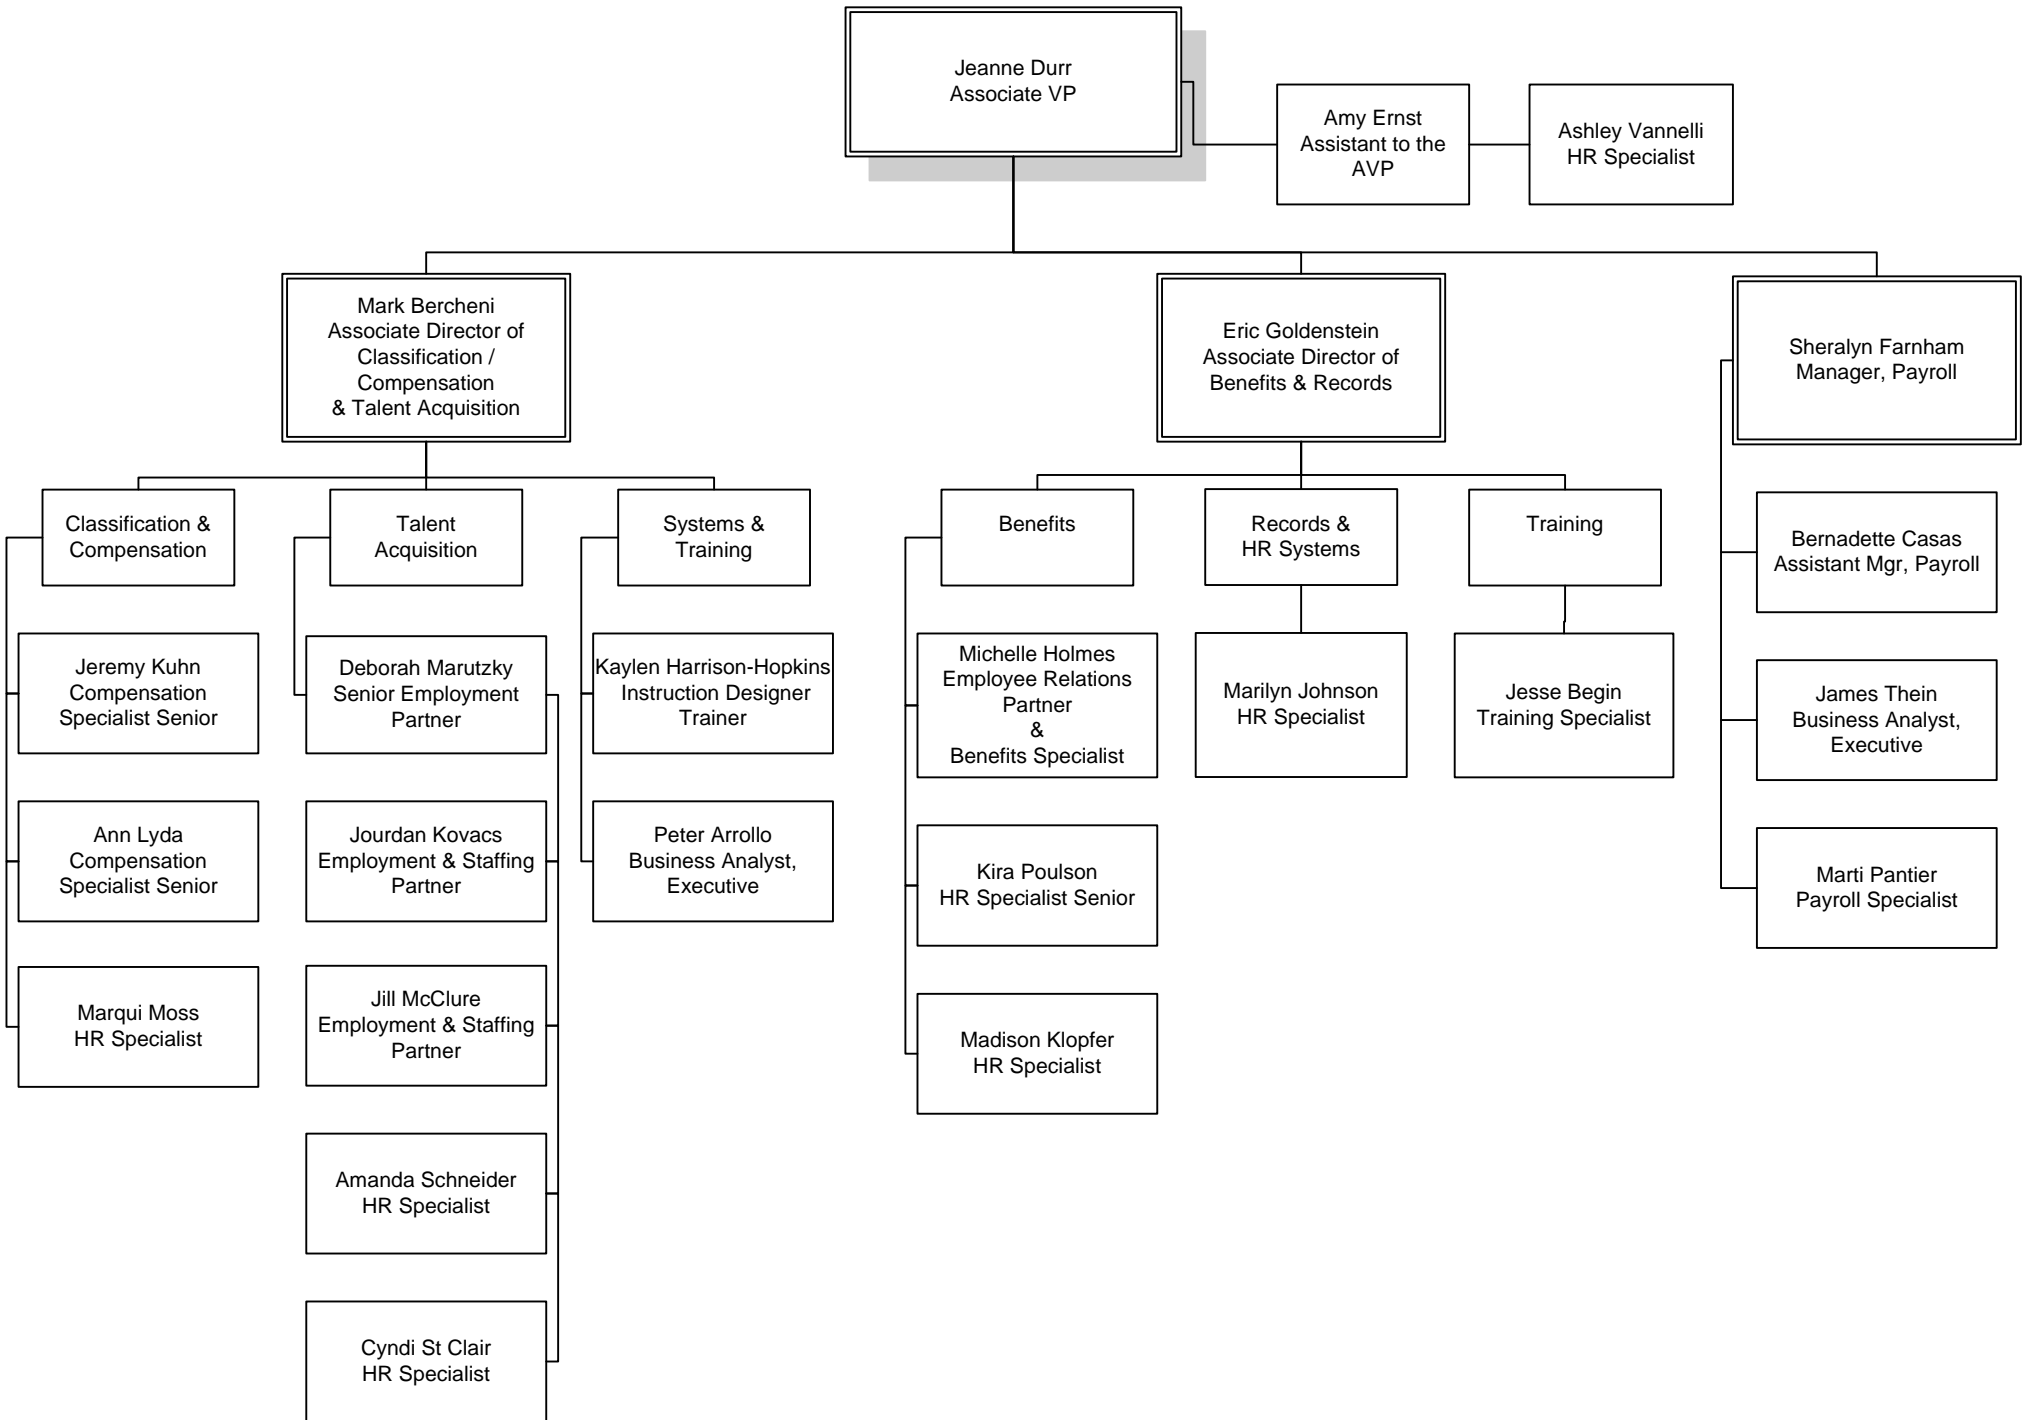 Jeanne Durr
Associate VP
Amy Ernst
Assistant to the
AVP
Ashley Vannelli
HR Specialist
Mark Bercheni
Associate Director of
Classification /
Compensation
& Talent Acquisition
Eric Goldenstein
Associate Director of
Benefits & Records
Sheralyn Farnham
Manager, Payroll
Classification &
Compensation
Talent
Acquisition
Systems &
Training
Benefits
Records &
HR Systems
Training
Jeremy Kuhn
Compensation
Specialist Senior
Ann Lyda
Compensation
Specialist Senior
Marqui Moss
HR Specialist
Deborah Marutzky
Senior Employment
Partner
Jourdan Kovacs
Employment & Staffing
Partner
Jill McClure
Employment & Staffing
Partner
Amanda Schneider
HR Specialist
Cyndi St Clair
HR Specialist
Kaylen Harrison-Hopkins
Instruction Designer
Trainer
Peter Arrollo
Business Analyst,
Executive
Michelle Holmes
Employee Relations
Partner
&
Benefits Specialist
Kira Poulson
HR Specialist Senior
Madison Klopfer
HR Specialist
Marilyn Johnson
HR Specialist
Jesse Begin
Training Specialist
Bernadette Casas
Assistant Mgr, Payroll
James Thein
Business Analyst,
Executive
Marti Pantier
Payroll Specialist